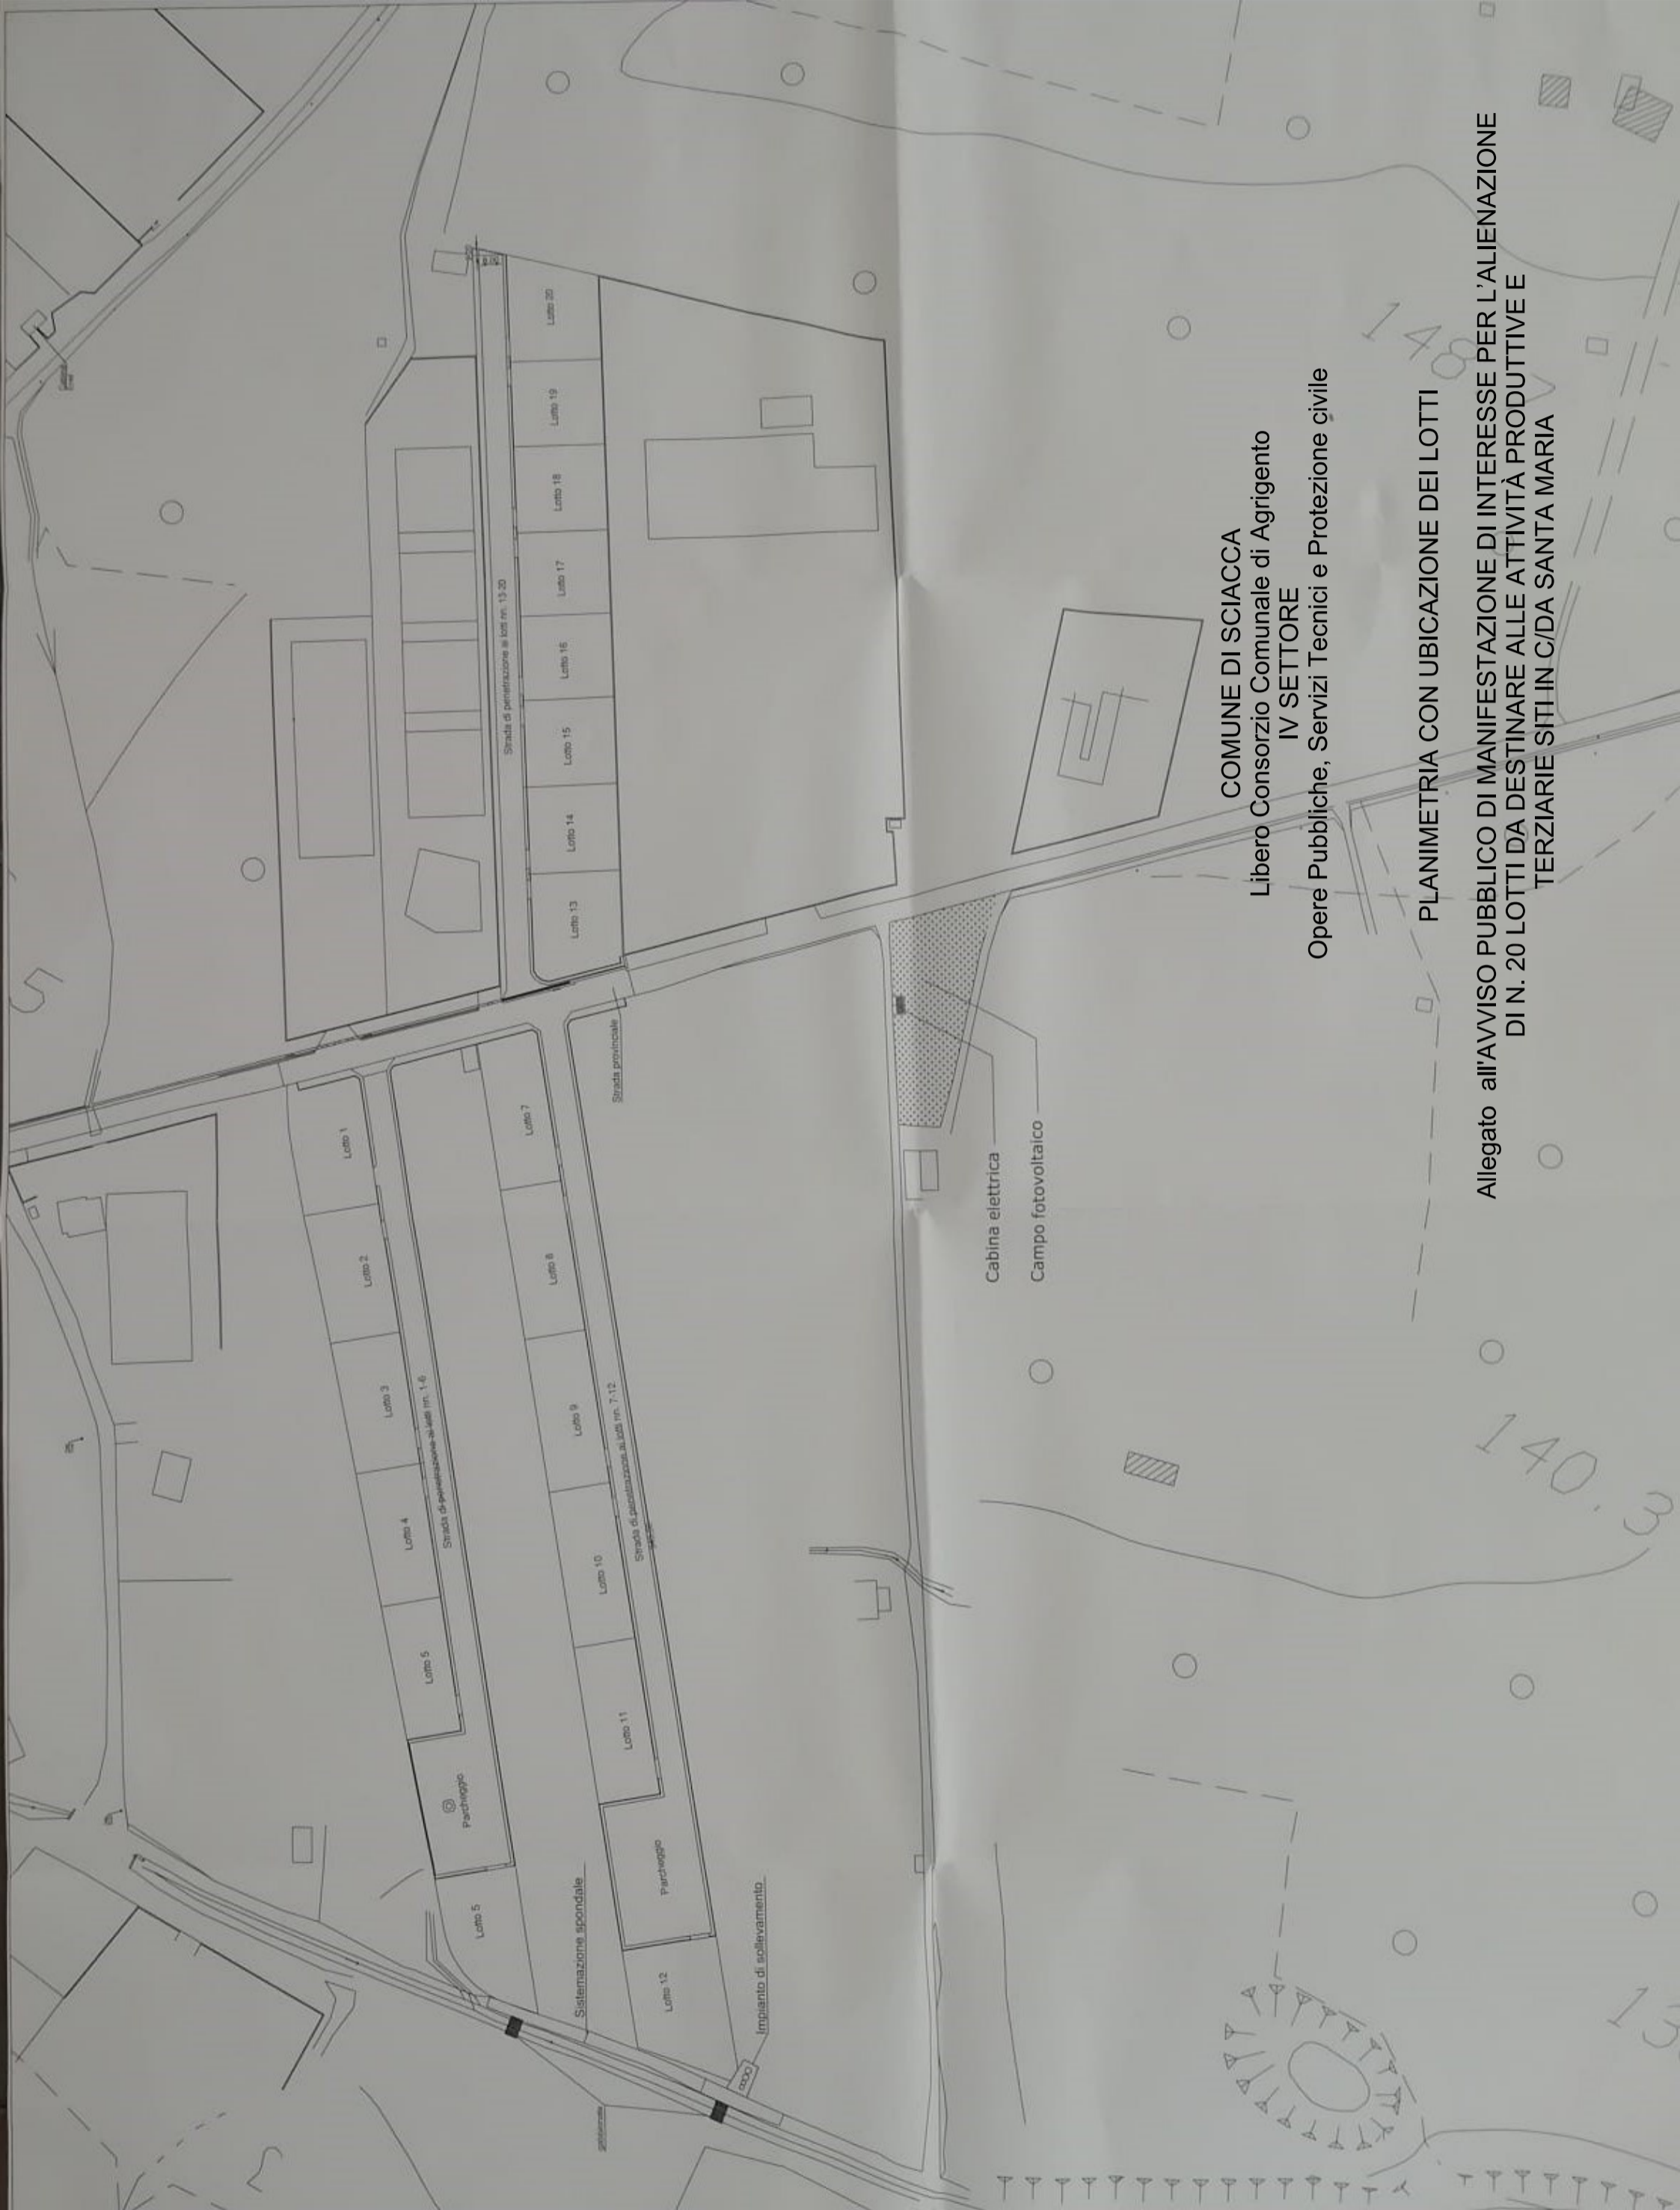 COMUNE DI SCIACCA
Libero Consorzio Comunale di Agrigento
IV SETTORE
Opere Pubbliche, Servizi Tecnici e Protezione civile
PLANIMETRIA CON UBICAZIONE DEI LOTTI
Allegato all'AVVISO PUBBLICO DI MANIFESTAZIONE DI INTERESSE PER L'ALIENAZIONE
DI N. 20 LOTTI DA DESTINARE ALLE ATTIVITÀ PRODUTTIVE E
TERZIARIE SITI IN C/DA SANTA MARIA
Lotto 1
Lotto 2
Lotto 3
Lotto 4
Lotto 5
Parcheggio
Lotto 5
Strada di penetrazione ai lotti nn. 1-6
Lotto 7
Lotto 8
Lotto 9
Lotto 10
Lotto 11
Parcheggio
Lotto 12
Strada di penetrazione ai lotti nn. 7-12
Lotto 13
Lotto 14
Lotto 15
Lotto 16
Lotto 17
Lotto 18
Lotto 19
Lotto 20
Strada di penetrazione ai lotti nn. 13-20
Strada provinciale
Sistemazione spondale
Impianto di sollevamento
Cabina elettrica
Campo fotovoltaico
148
140.3
13